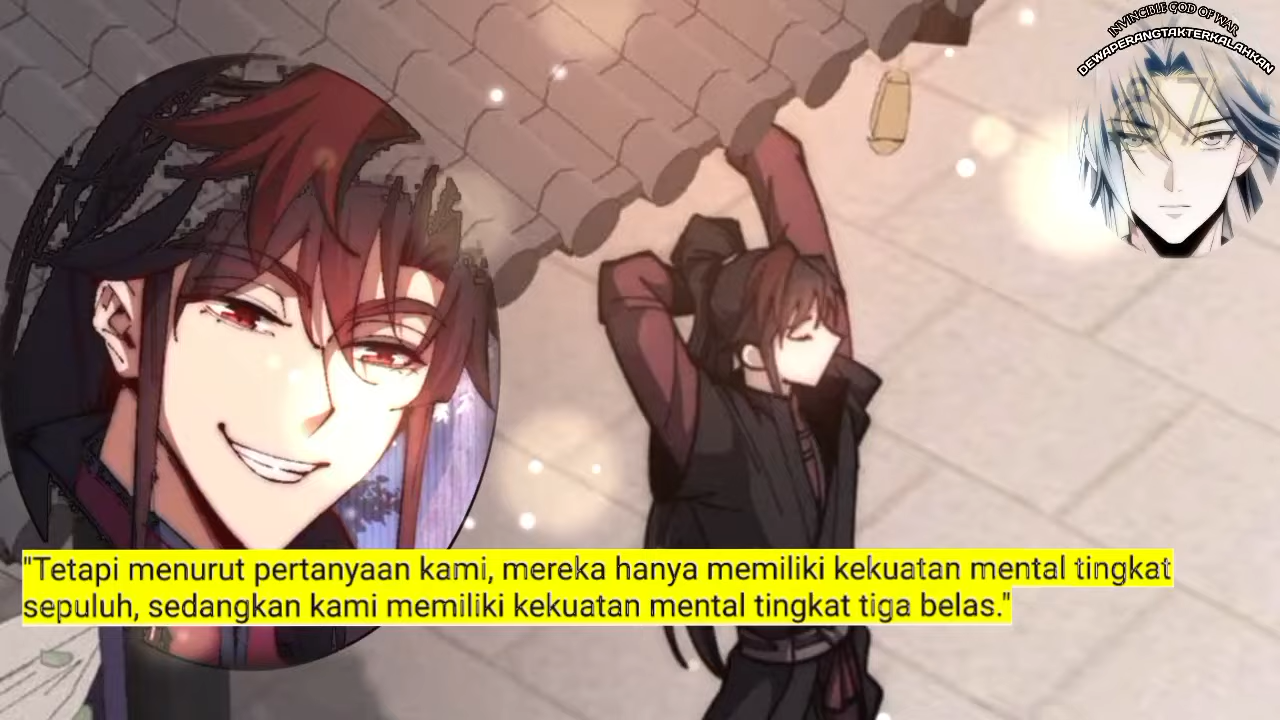 INVINCIBLE GOD OF WAR
DEWAPERANGTAKTERKALAHKAN
67
"Tetapi menurut pertanyaan kami, mereka hanya memiliki kekuatan mental tingkat
sepuluh, sedangkan kami memiliki kekuatan mental tingkat tiga belas."